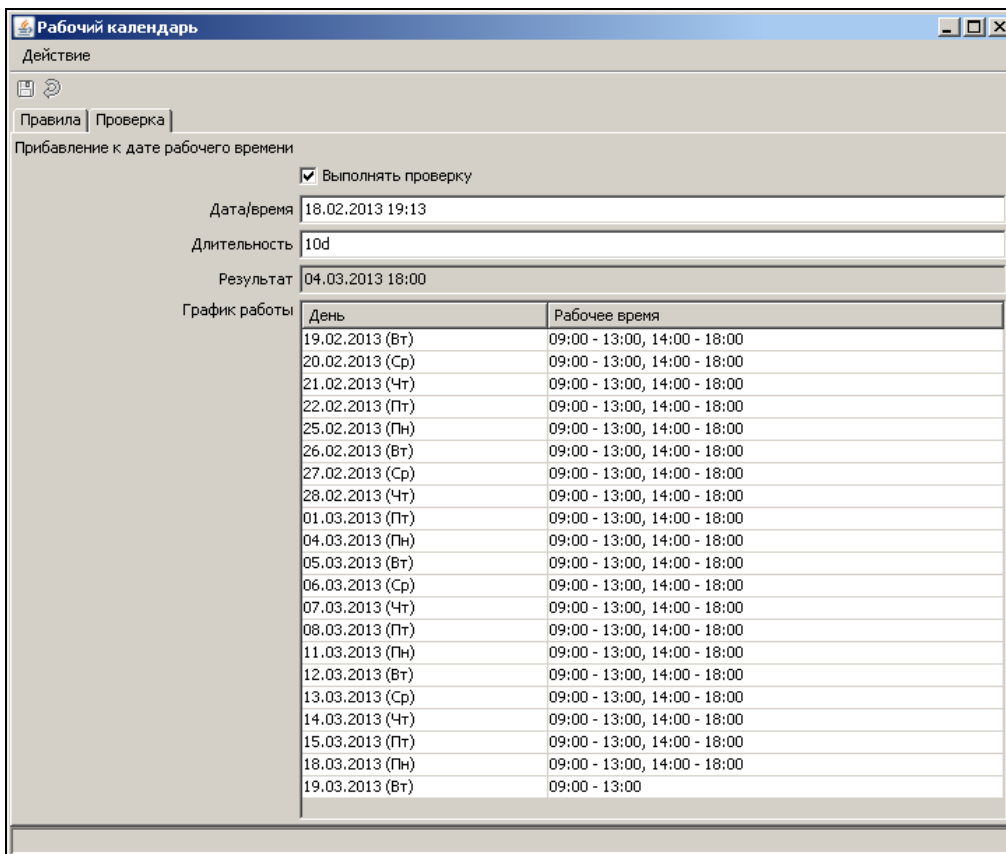 Рабочий календарь
Действие
Правила Проверка
Прибавление к дате рабочего времени
Выполнять проверку
Дата/время 18.02.2013 19:13
Длительность 10d
Результат 04.03.2013 18:00
График работы День Рабочее время
19.02.2013 (Вт) 09:00 - 13:00, 14:00 - 18:00
20.02.2013 (Ср) 09:00 - 13:00, 14:00 - 18:00
21.02.2013 (Чт) 09:00 - 13:00, 14:00 - 18:00
22.02.2013 (Пт) 09:00 - 13:00, 14:00 - 18:00
25.02.2013 (Пн) 09:00 - 13:00, 14:00 - 18:00
26.02.2013 (Вт) 09:00 - 13:00, 14:00 - 18:00
27.02.2013 (Ср) 09:00 - 13:00, 14:00 - 18:00
28.02.2013 (Чт) 09:00 - 13:00, 14:00 - 18:00
01.03.2013 (Пт) 09:00 - 13:00, 14:00 - 18:00
04.03.2013 (Пн) 09:00 - 13:00, 14:00 - 18:00
05.03.2013 (Вт) 09:00 - 13:00, 14:00 - 18:00
06.03.2013 (Ср) 09:00 - 13:00, 14:00 - 18:00
07.03.2013 (Чт) 09:00 - 13:00, 14:00 - 18:00
08.03.2013 (Пт) 09:00 - 13:00, 14:00 - 18:00
11.03.2013 (Пн) 09:00 - 13:00, 14:00 - 18:00
12.03.2013 (Вт) 09:00 - 13:00, 14:00 - 18:00
13.03.2013 (Ср) 09:00 - 13:00, 14:00 - 18:00
14.03.2013 (Чт) 09:00 - 13:00, 14:00 - 18:00
15.03.2013 (Пт) 09:00 - 13:00, 14:00 - 18:00
18.03.2013 (Пн) 09:00 - 13:00, 14:00 - 18:00
19.03.2013 (Вт) 09:00 - 13:00